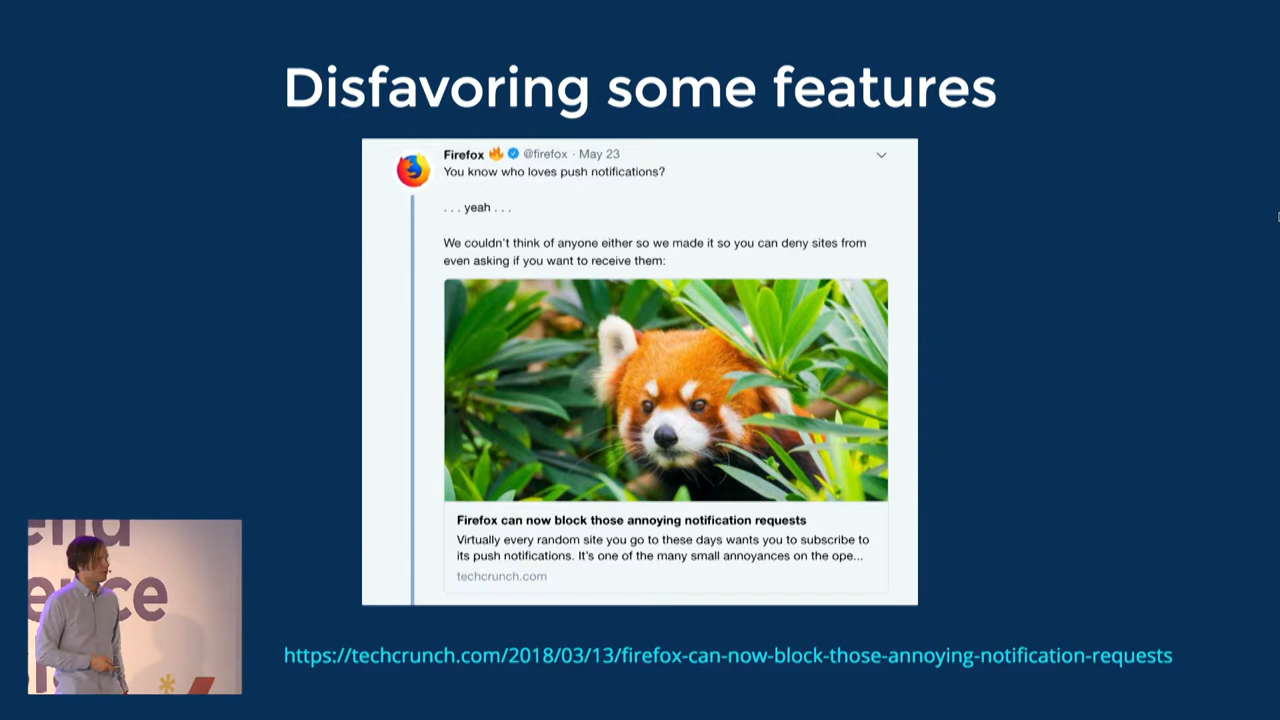 Disfavoring some features
Firefox 🔥 @firefox · May 23
You know who loves push notifications?
. . . yeah . . .
We couldn't think of anyone either so we made it so you can deny sites from
even asking if you want to receive them:
Firefox can now block those annoying notification requests
Virtually every random site you go to these days wants you to subscribe to
its push notifications. It's one of the many small annoyances on the ope...
techcrunch.com
https://techcrunch.com/2018/03/13/firefox-can-now-block-those-annoying-notification-requests